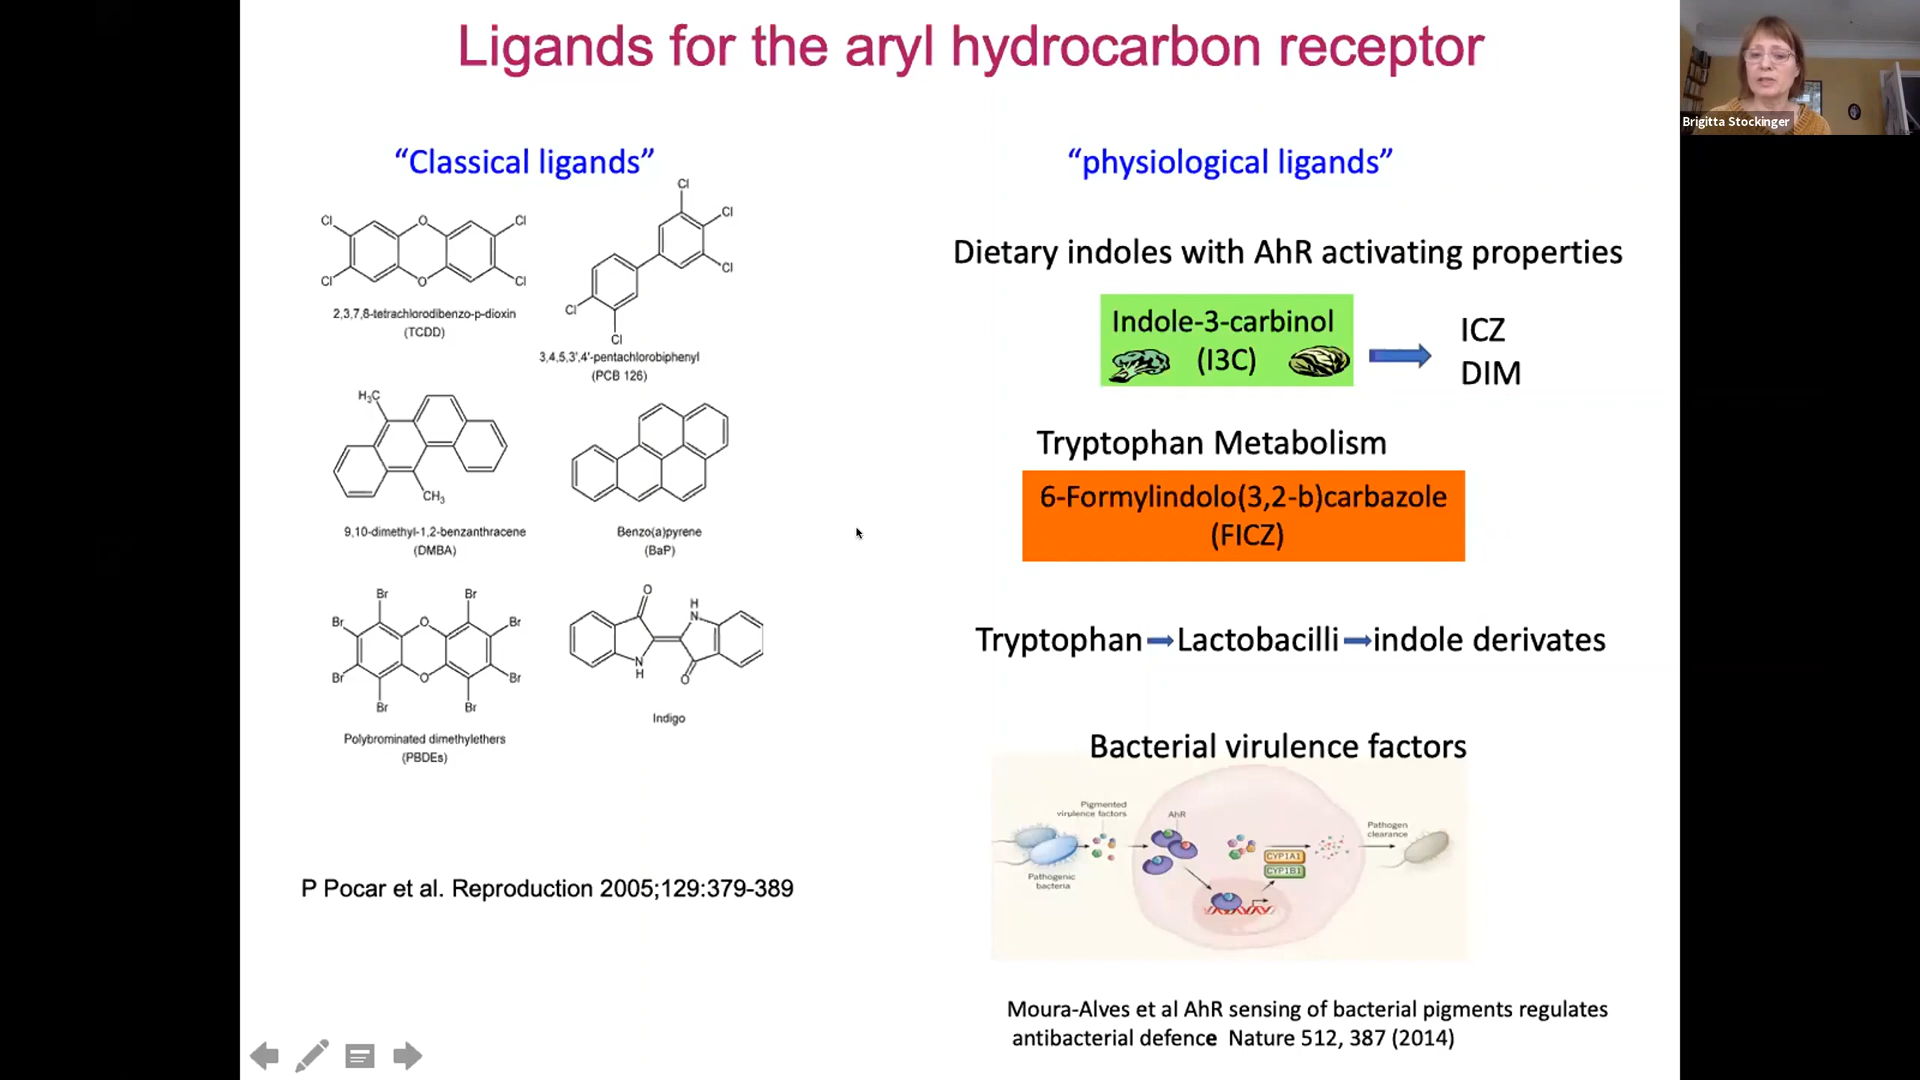 Ligands for the aryl hydrocarbon receptor
Brigitta Stockinger
“Classical ligands”
Cl
Cl
O
Cl
Cl
O
2,3,7,8-tetrachlorodibenzo-p-dioxin
(TCDD)
Cl
Cl
Cl
Cl
Cl
3,4,5,3',4'-pentachlorobiphenyl
(PCB 126)
H₃C
CH₃
9,10-dimethyl-1,2-benzanthracene
(DMBA)
Benzo(a)pyrene
(BaP)
Br
Br
Br
O
Br
Br
O
Br
Br
Br
Polybrominated dimethylethers
(PBDEs)
O
H
N
N
H
O
Indigo
P Pocar et al. Reproduction 2005;129:379-389
“physiological ligands”
Dietary indoles with AhR activating properties
Indole-3-carbinol
(I3C)
ICZ
DIM
Tryptophan Metabolism
6-Formylindolo(3,2-b)carbazole
(FICZ)
Tryptophan Lactobacilli indole derivates
Bacterial virulence factors
Pigmented
virulence factors
AhR
Pathogen
clearance
CYP1A1
CYP1B1
Pathogenic
bacteria
Moura-Alves et al AhR sensing of bacterial pigments regulates
antibacterial defence Nature 512, 387 (2014)